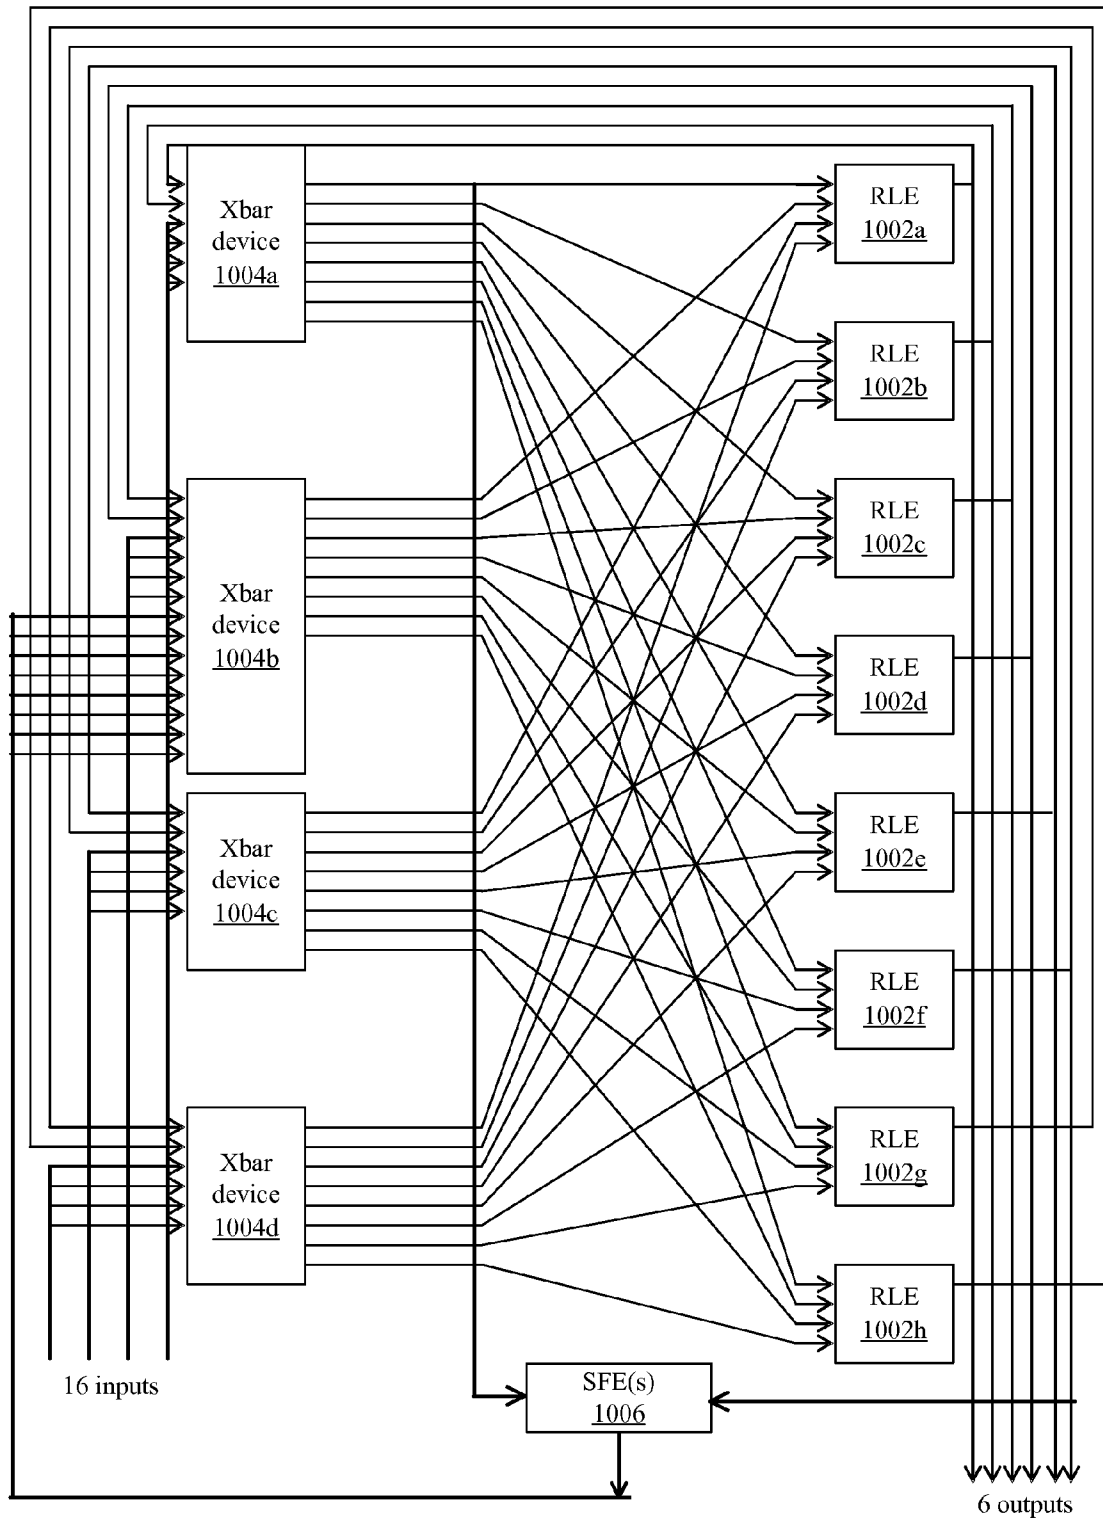 Xbar
device
1004a
Xbar
device
1004b
Xbar
device
1004c
Xbar
device
1004d
RLE
1002a
RLE
1002b
RLE
1002c
RLE
1002d
RLE
1002e
RLE
1002f
RLE
1002g
RLE
1002h
16 inputs
SFE(s)
1006
6 outputs